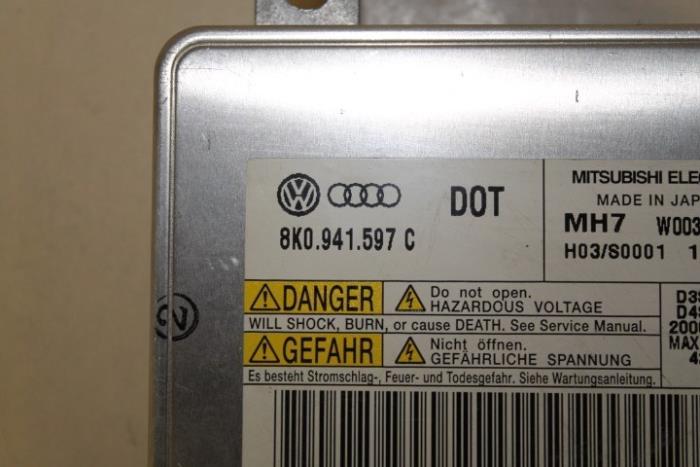 DOT
8K0.941.597 C
MITSUBISHI
MADE IN
MH7
H03/S0001
DANGER
Do not open.
HAZARDOUS VOLTAGE
WILL SHOCK, BURN, or cause DEATH. See Service Manual.
GEFAHR
Nicht öffnen.
GEFÄHRLICHE SPANNUNG
Es besteht Stromschlag-, Feuer- und Todesgefahr. Siehe Wartungsanleitung.
MAX